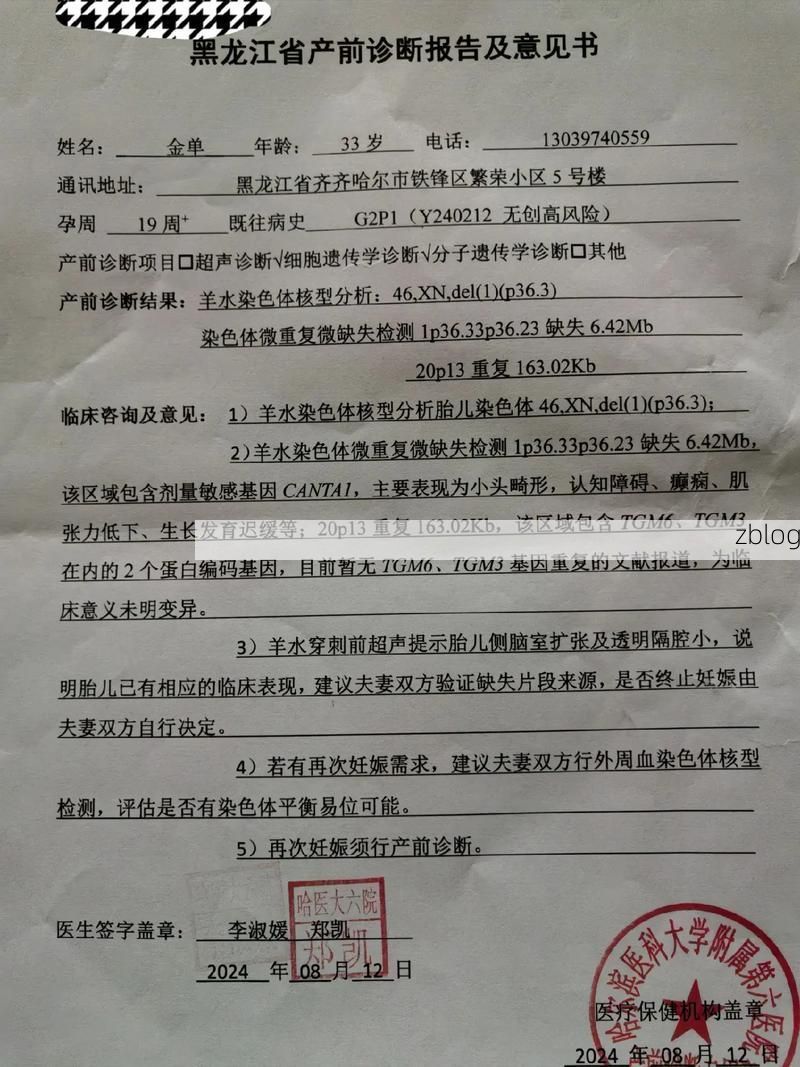 黑龙江省产前诊断报告及意见书
姓名： 金单 年龄： 33 岁 电话： 13039740559
通讯地址： 黑龙江省齐齐哈尔市铁锋区繁荣小区 5 号楼
孕周 19 周+ 既往病史 G2P1（Y240212 无创高风险）
产前诊断项目□超声诊断√细胞遗传学诊断√分子遗传学诊断□其他
产前诊断结果：羊水染色体核型分析：46,XN,del(1)(p36.3)
染色体微重复微缺失检测 1p36.33p36.23 缺失 6.42Mb
20p13 重复 163.02Kb
临床咨询及意见： 1）羊水染色体核型分析胎儿染色体 46,XN,del(1)(p36.3)；
2）羊水染色体微重复微缺失检测 1p36.33p36.23 缺失 6.42Mb，
该区域包含剂量敏感基因 CANTA1，主要表现为小头畸形，认知障碍、癫痫、肌
张力低下、生长发育迟缓等；20p13 重复 163.02Kb，该区域包含 TGM6、TGM3
zblog
在内的 2 个蛋白编码基因，目前暂无 TGM6、TGM3 基因重复的文献报道，为临
床意义未明变异。
3）羊水穿刺前超声提示胎儿侧脑室扩张及透明隔腔小，说
明胎儿已有相应的临床表现，建议夫妻双方验证缺失片段来源，是否终止妊娠由
夫妻双方自行决定。
4）若有再次妊娠需求，建议夫妻双方行外周血染色体核型
检测，评估是否有染色体平衡易位可能。
5）再次妊娠须行产前诊断。
哈医大六院
郑凯
医生签字盖章： 李淑媛 郑凯
2024 年 08 月 12 日
哈尔滨医科大学附属第六医院
医疗保健机构盖章
2024 年 08 月 12 日